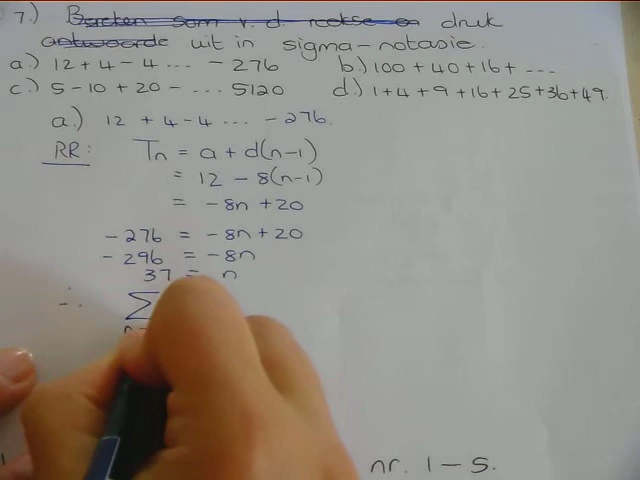 7.) Bereken som v.d. reekse en druk
antwoorde uit in sigma-notasie.
a.) 12 + 4 - 4 ... - 276 b.) 100 + 40 + 16 + ...
c.) 5 - 10 + 20 - ... 5120 d.) 1 + 4 + 9 + 16 + 25 + 36 + 49.
a.) 12 + 4 - 4 ... - 276.
RR: Tn = a + d(n-1)
= 12 - 8(n-1)
= -8n + 20
-276 = -8n + 20
-296 = -8n
37 = n
∴ Σ
n
nr. 1 - 5.